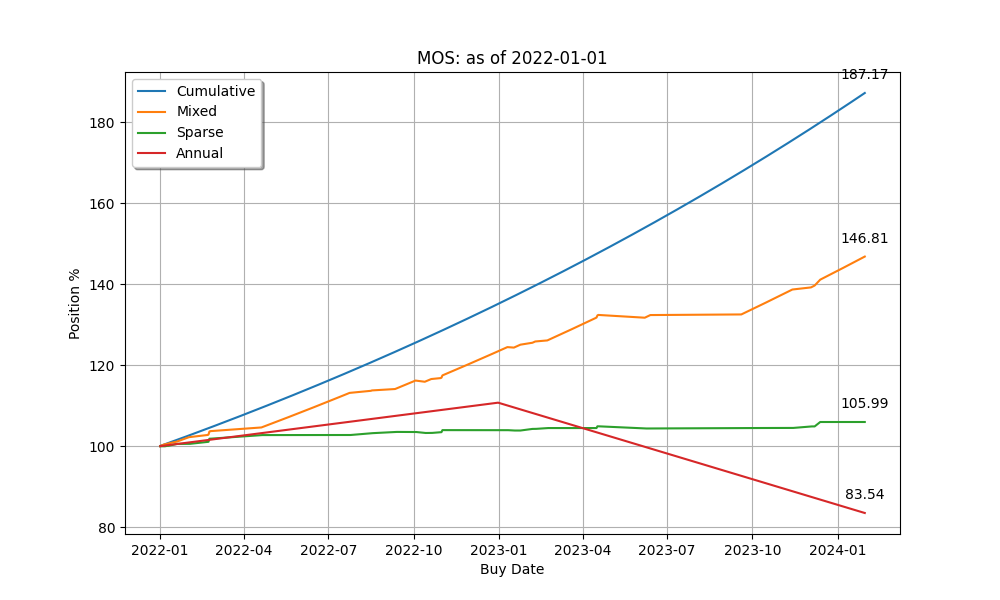 MOS: as of 2022-01-01
Cumulative
Mixed
Sparse
Annual
187.17
146.81
105.99
83.54
180
160
140
120
100
80
Position %
2022-01 2022-04 2022-07 2022-10 2023-01 2023-04 2023-07 2023-10 2024-01
Buy Date